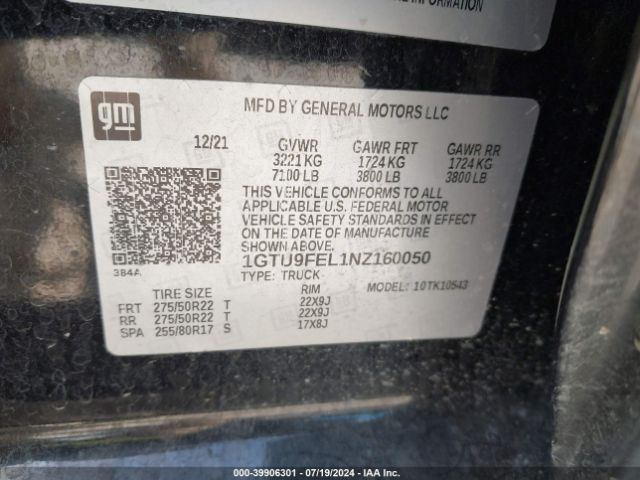 INFORMATION
gm
MFD BY GENERAL MOTORS LLC
12/21 GVWR GAWR FRT GAWR RR
3221 KG 1724 KG 1724 KG
7100 LB 3800 LB 3800 LB
THIS VEHICLE CONFORMS TO ALL
APPLICABLE U.S. FEDERAL MOTOR
VEHICLE SAFETY STANDARDS IN EFFECT
ON THE DATE OF MANUFACTURE
SHOWN ABOVE.
384A
1GTU9FEL1NZ160050
TYPE: TRUCK MODEL: 10TK10543
TIRE SIZE RIM
FRT 275/50R22 T 22X9J
RR 275/50R22 T 22X9J
SPA 255/80R17 S 17X8J
000-39906301 - 07/19/2024 - IAA Inc.